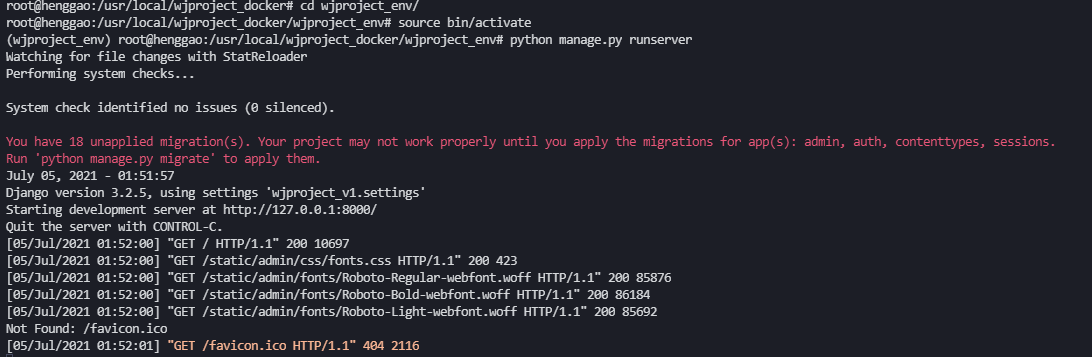 root@henggao:/usr/local/wjproject_docker# cd wjproject_env/
root@henggao:/usr/local/wjproject_docker/wjproject_env# source bin/activate
(wjproject_env) root@henggao:/usr/local/wjproject_docker/wjproject_env# python manage.py runserver
Watching for file changes with StatReloader
Performing system checks...
System check identified no issues (0 silenced).
You have 18 unapplied migration(s). Your project may not work properly until you apply the migrations for app(s): admin, auth, contenttypes, sessions.
Run 'python manage.py migrate' to apply them.
July 05, 2021 - 01:51:57
Django version 3.2.5, using settings 'wjproject_v1.settings'
Starting development server at http://127.0.0.1:8000/
Quit the server with CONTROL-C.
[05/Jul/2021 01:52:00] "GET / HTTP/1.1" 200 10697
[05/Jul/2021 01:52:00] "GET /static/admin/css/fonts.css HTTP/1.1" 200 423
[05/Jul/2021 01:52:00] "GET /static/admin/fonts/Roboto-Regular-webfont.woff HTTP/1.1" 200 85876
[05/Jul/2021 01:52:00] "GET /static/admin/fonts/Roboto-Bold-webfont.woff HTTP/1.1" 200 86184
[05/Jul/2021 01:52:00] "GET /static/admin/fonts/Roboto-Light-webfont.woff HTTP/1.1" 200 85692
Not Found: /favicon.ico
[05/Jul/2021 01:52:01] "GET /favicon.ico HTTP/1.1" 404 2116